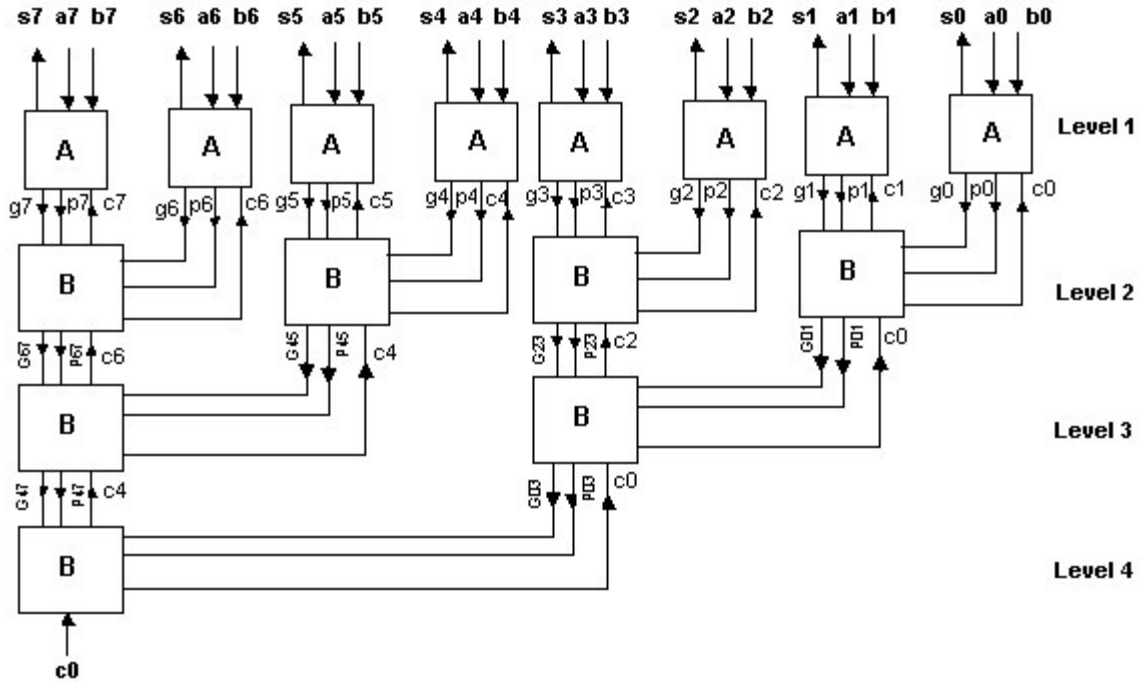 s7 a7 b7 s6 a6 b6 s5 a5 b5 s4 a4 b4 s3 a3 b3 s2 a2 b2 s1 a1 b1 s0 a0 b0
A A A A A A A A Level 1
g7 p7 c7 g6 p6 c6 g5 p5 c5 g4 p4 c4 g3 p3 c3 g2 p2 c2 g1 p1 c1 g0 p0 c0
B B B B Level 2
G67 P67 c6 G45 P45 c4 G23 P23 c2 G01 P01 c0
B B Level 3
G47 P47 c4 G03 P03 c0
B Level 4
c0